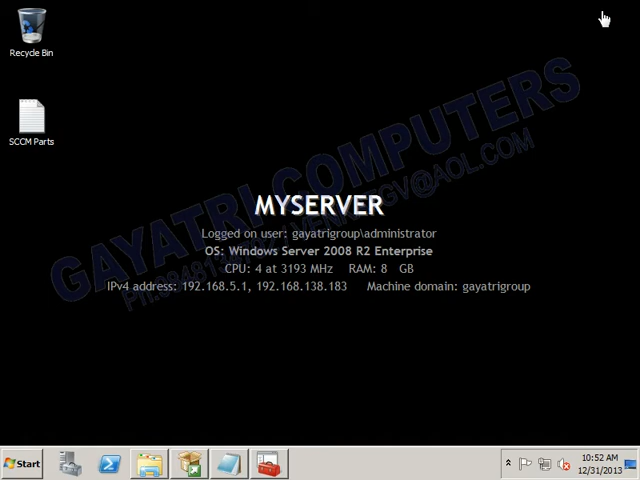 Recycle Bin
SCCM Parts
GAYATRI COMPUTERS
MYSERVER
Logged on user: gayatrigroup\administrator
OS: Windows Server 2008 R2 Enterprise
CPU: 4 at 3193 MHz RAM: 8 GB
IPv4 address: 192.168.5.1, 192.168.138.183 Machine domain: gayatrigroup
Start
10:52 AM
12/31/2013